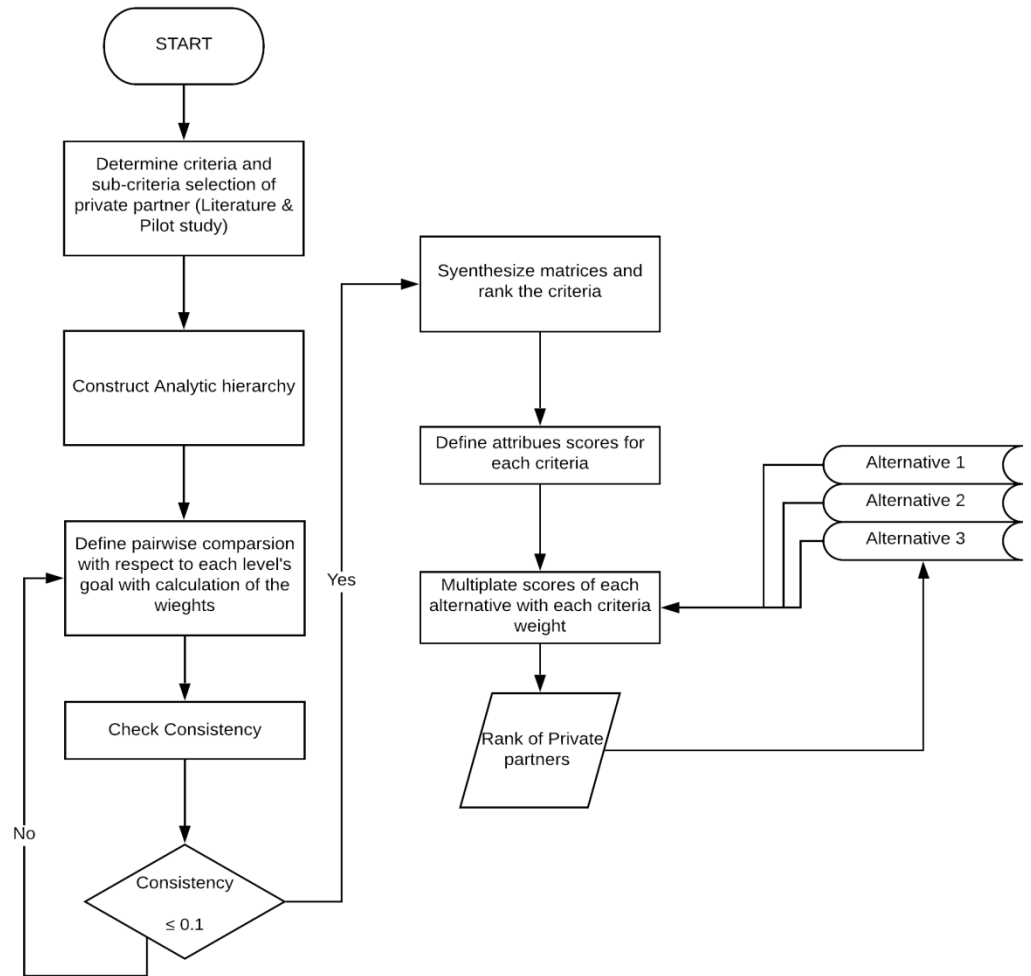 START
Determine criteria and
sub-criteria selection of
private partner (Literature &
Pilot study)
Construct Analytic hierarchy
Define pairwise comparsion
with respect to each level's
goal with calculation of the
wieghts
Check Consistency
Consistency
≤ 0.1
No
Yes
Syenthesize matrices and
rank the criteria
Define attribues scores for
each criteria
Multiplate scores of each
alternative with each criteria
weight
Rank of Private
partners
Alternative 1
Alternative 2
Alternative 3